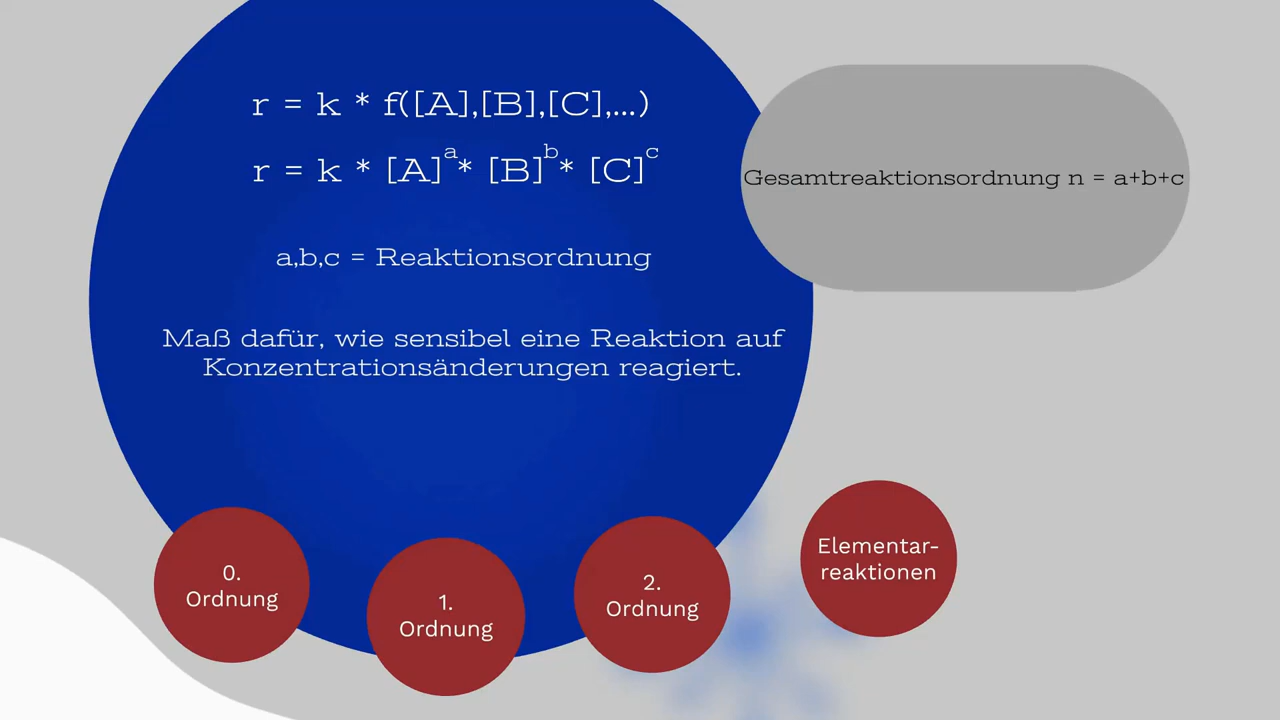 r = k * f([A],[B],[C],...)
r = k * [A]ᵃ* [B]ᵇ* [C]ᶜ
Gesamtreaktionsordnung n = a+b+c
a,b,c = Reaktionsordnung
Maß dafür, wie sensibel eine Reaktion auf
Konzentrationsänderungen reagiert.
0.
Ordnung
1.
Ordnung
2.
Ordnung
Elementar-
reaktionen